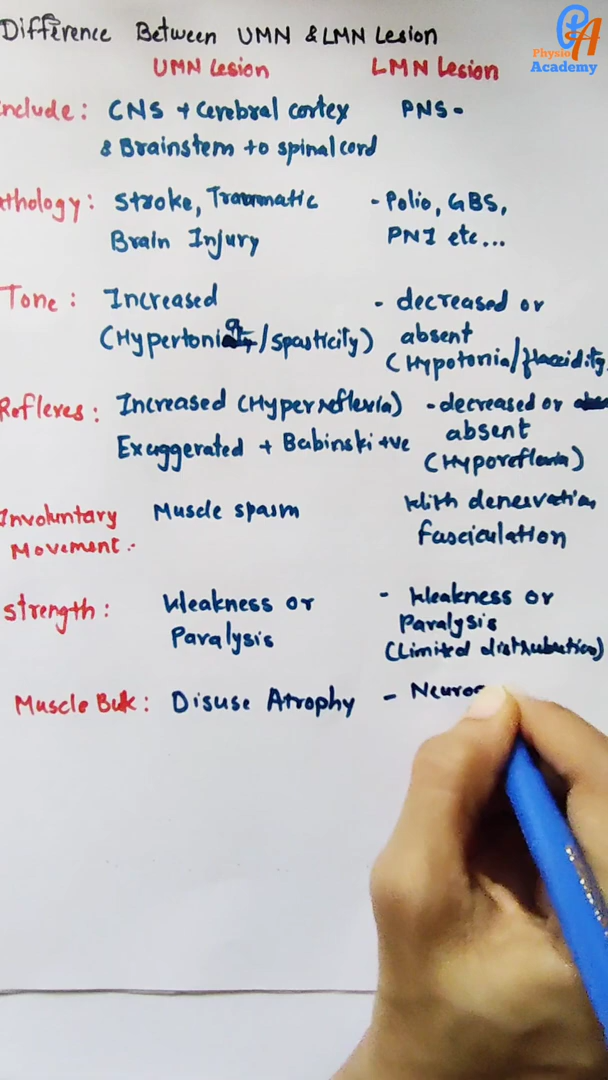 Difference Between UMN & LMN Lesion
Physio
Academy
UMN Lesion LMN Lesion
nclude: CNS + Cerebral cortex PNS-
& Brainstem to spinal cord
thology: Stroke, Traumatic - Polio, GBS,
Brain Injury PNI etc...
Tone: Increased - decreased or
(Hypertonia/spasticity) absent
(Hypotonia/flaccidity)
Reflexes: Increased (Hyperreflexia) - decreased or
Exaggerated + Babinski +ve absent
(Hyporeflexia)
Involuntary Muscle spasm With denervation
Movement:- fasciculation
strength: Weakness or - Weakness or
Paralysis Paralysis
(Limited distrubution)
Muscle Buk: Disuse Atrophy - Neuro